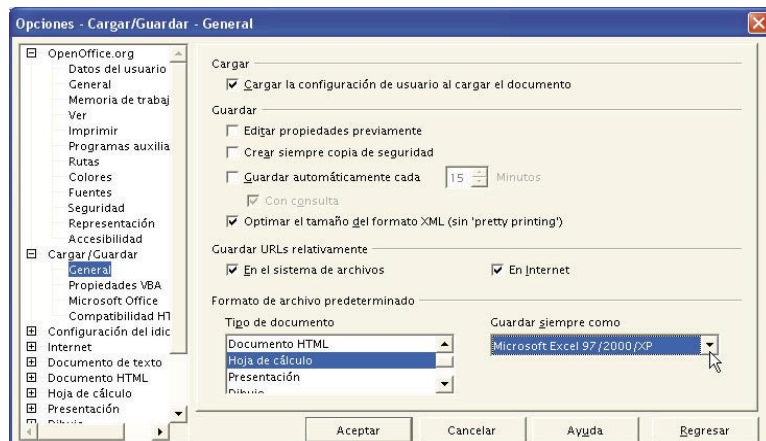 Opciones - Cargar/Guardar - General
OpenOffice.org
Datos del usuario
General
Memoria de trabaj
Ver
Imprimir
Programas auxilia
Rutas
Colores
Fuentes
Seguridad
Representación
Accesibilidad
Cargar/Guardar
General
Propiedades VBA
Microsoft Office
Compatibilidad HT
Configuración del idic
Internet
Documento de texto
Documento HTML
Hoja de cálculo
Presentación
Dibujo
Cargar
Cargar la configuración de usuario al cargar el documento
Guardar
Editar propiedades previamente
Crear siempre copia de seguridad
Guardar automáticamente cada 15 Minutos
Con consulta
Optimar el tamaño del formato XML (sin 'pretty printing')
Guardar URLs relativamente
En el sistema de archivos En Internet
Formato de archivo predeterminado
Tipo de documento Guardar siempre como
Documento HTML Microsoft Excel 97/2000/XP
Hoja de cálculo
Presentación
Dibujo
Aceptar Cancelar Ayuda Regresar